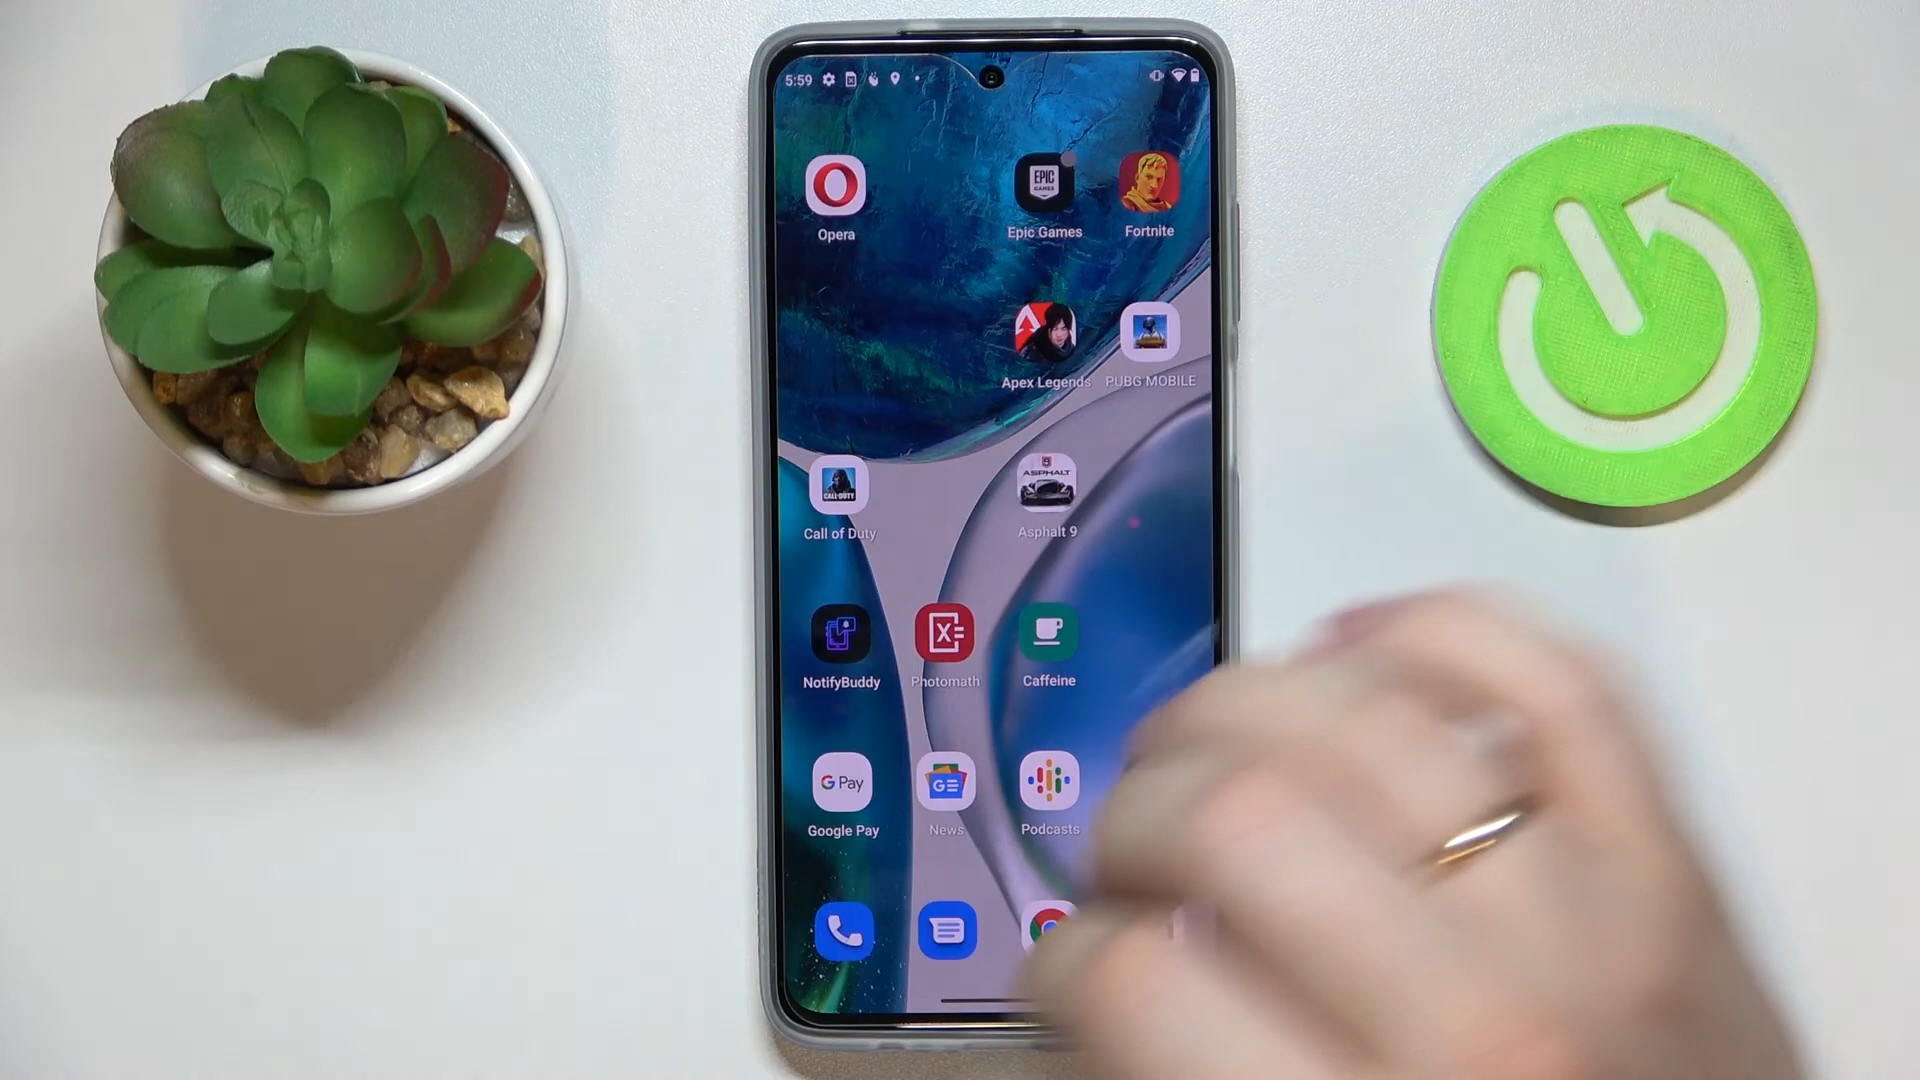 5:59
Opera
EPIC
GAMES
Epic Games
Fortnite
Apex Legends
PUBG MOBILE
CALL OF DUTY
ASPHALT
Call of Duty
Asphalt 9
NotifyBuddy
Photomath
Caffeine
G Pay
GE
Google Pay
News
Podcasts